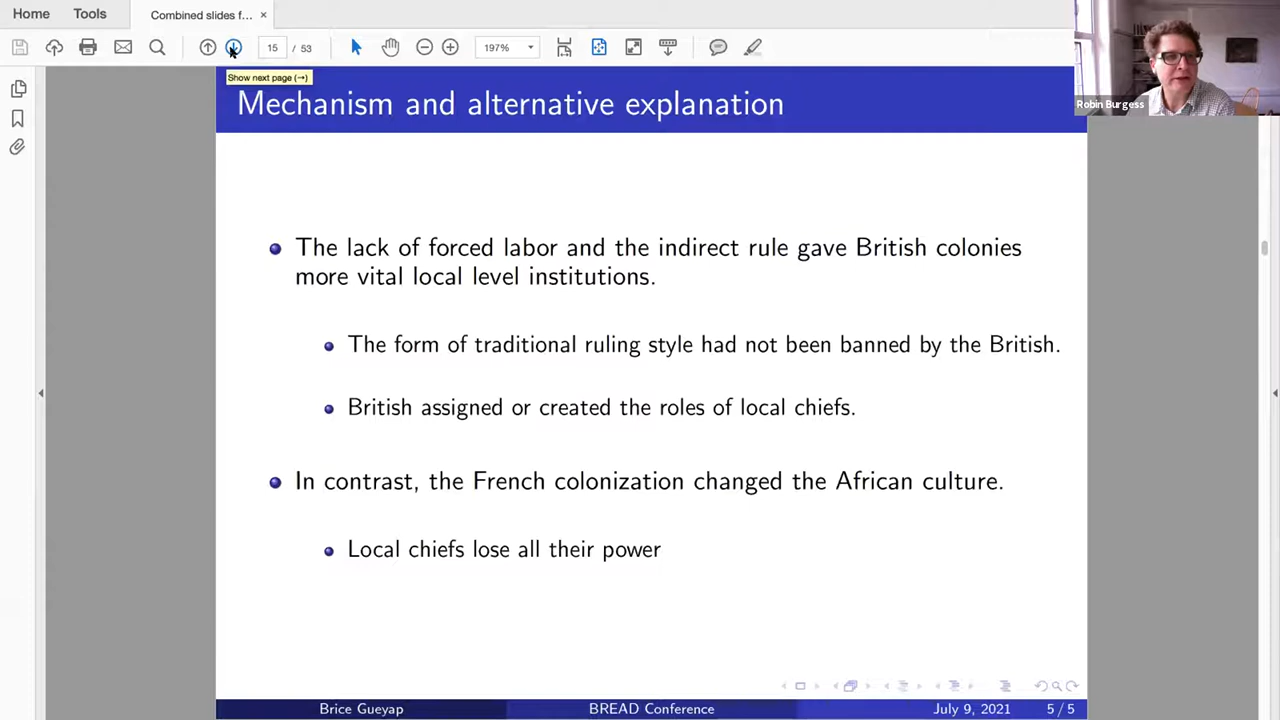 Home Tools Combined slides f... ×
15 / 53 197%
Show next page (→)
Robin Burgess
Mechanism and alternative explanation
The lack of forced labor and the indirect rule gave British colonies
more vital local level institutions.
The form of traditional ruling style had not been banned by the British.
British assigned or created the roles of local chiefs.
In contrast, the French colonization changed the African culture.
Local chiefs lose all their power
Brice Gueyap BREAD Conference July 9, 2021 5/5